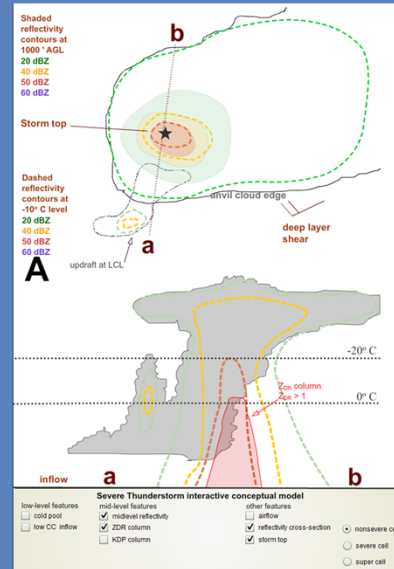 Shaded
reflectivity
contours at
1000 ' AGL
20 dBZ
40 dBZ
50 dBZ
60 dBZ
b
Storm top
Dashed
reflectivity
contours at
-10° C level
20 dBZ
40 dBZ
50 dBZ
60 dBZ
anvil cloud edge
deep layer
shear
a
updraft at LCL
A
-20° C
ZDR column
ZDR > 1
0° C
inflow
a
b
Severe Thunderstorm interactive conceptual model
low-level features
cold pool
low CC inflow
mid-level features
midlevel reflectivity
ZDR column
KDP column
other features
airflow
reflectivity cross-section
storm top
nonsevere ce
severe cell
super cell